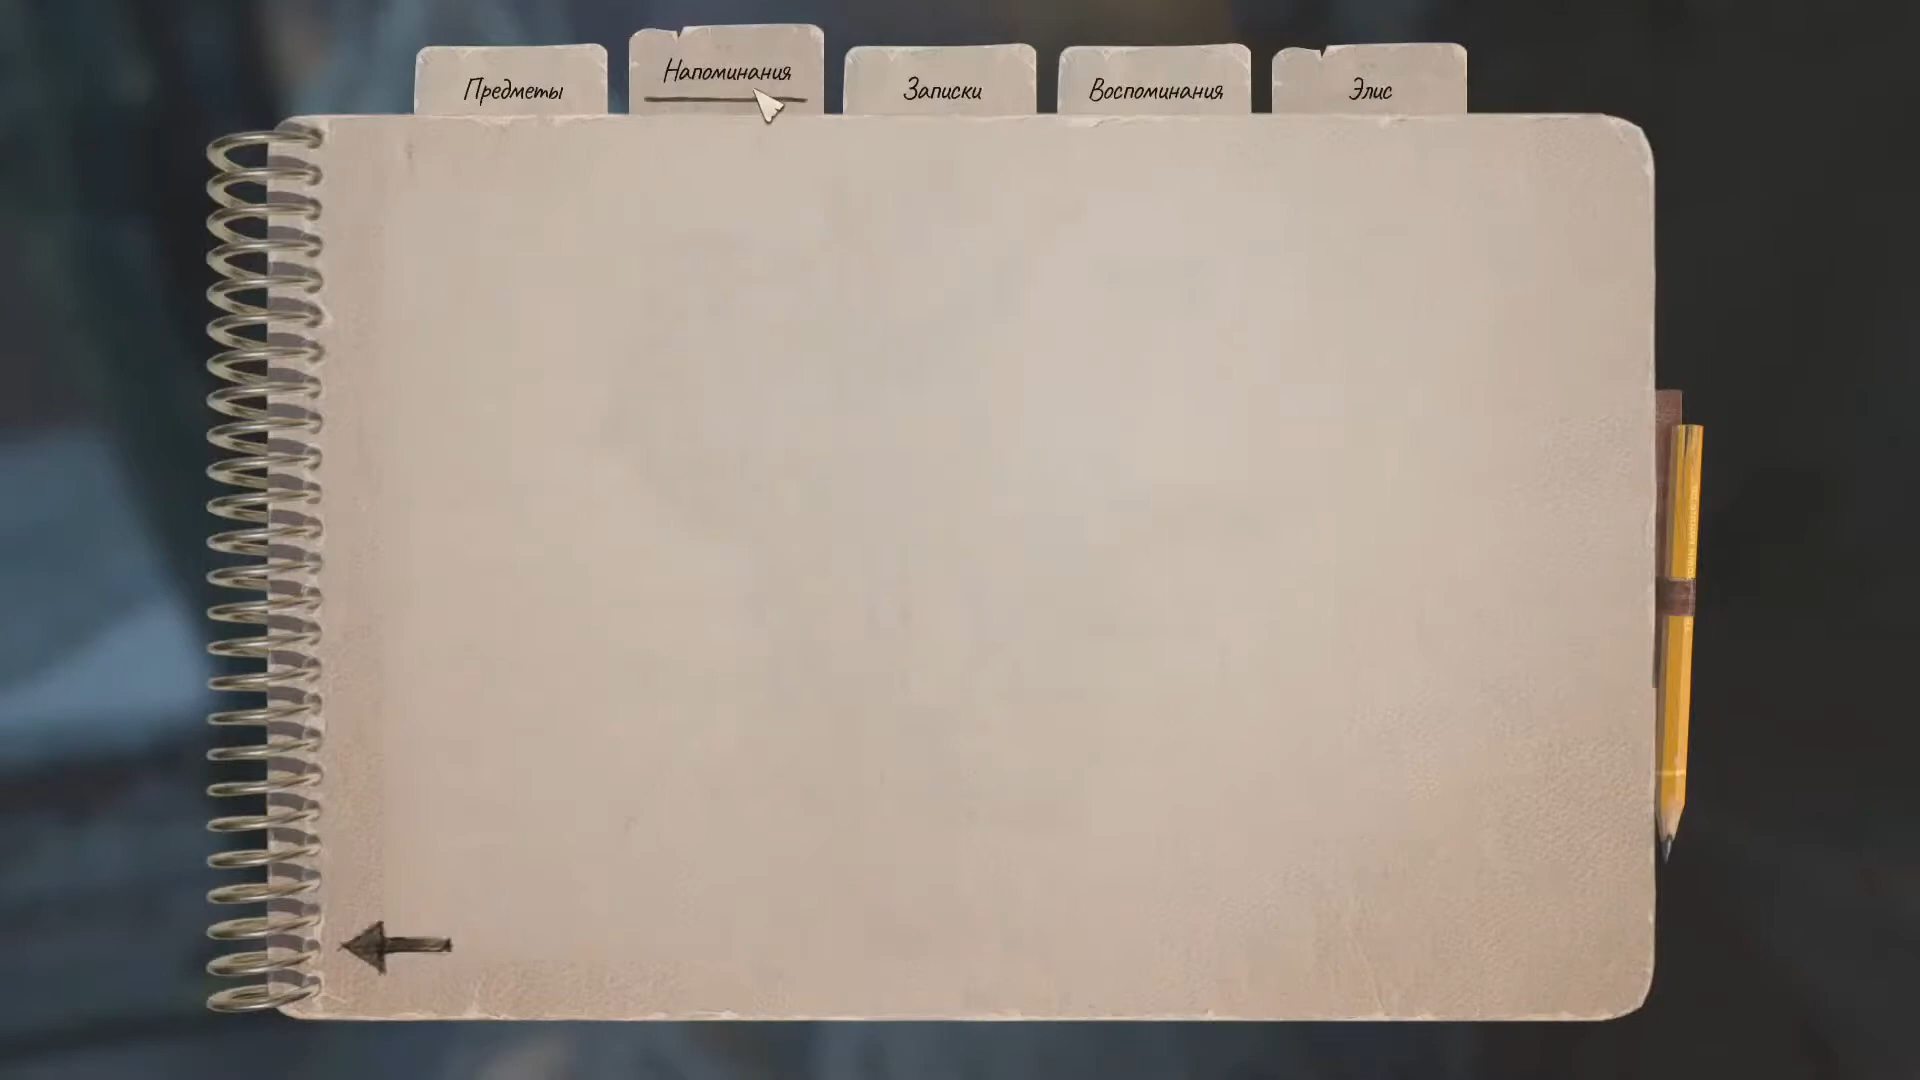 Предметы
Напоминания
Записки
Воспоминания
Элис